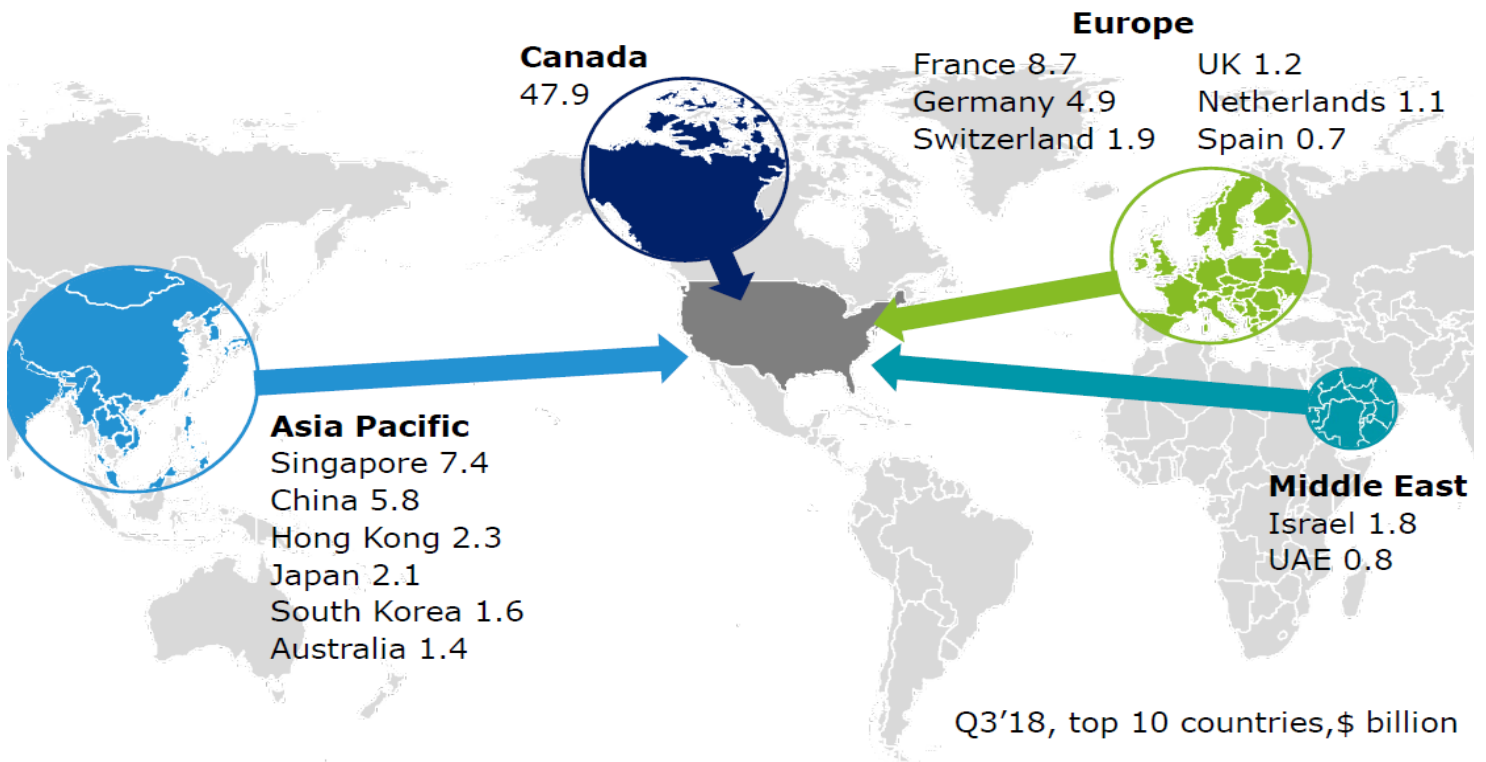 Europe
Canada
47.9
France 8.7
Germany 4.9
Switzerland 1.9
UK 1.2
Netherlands 1.1
Spain 0.7
Asia Pacific
Singapore 7.4
China 5.8
Hong Kong 2.3
Japan 2.1
South Korea 1.6
Australia 1.4
Middle East
Israel 1.8
UAE 0.8
Q3’18, top 10 countries,$ billion